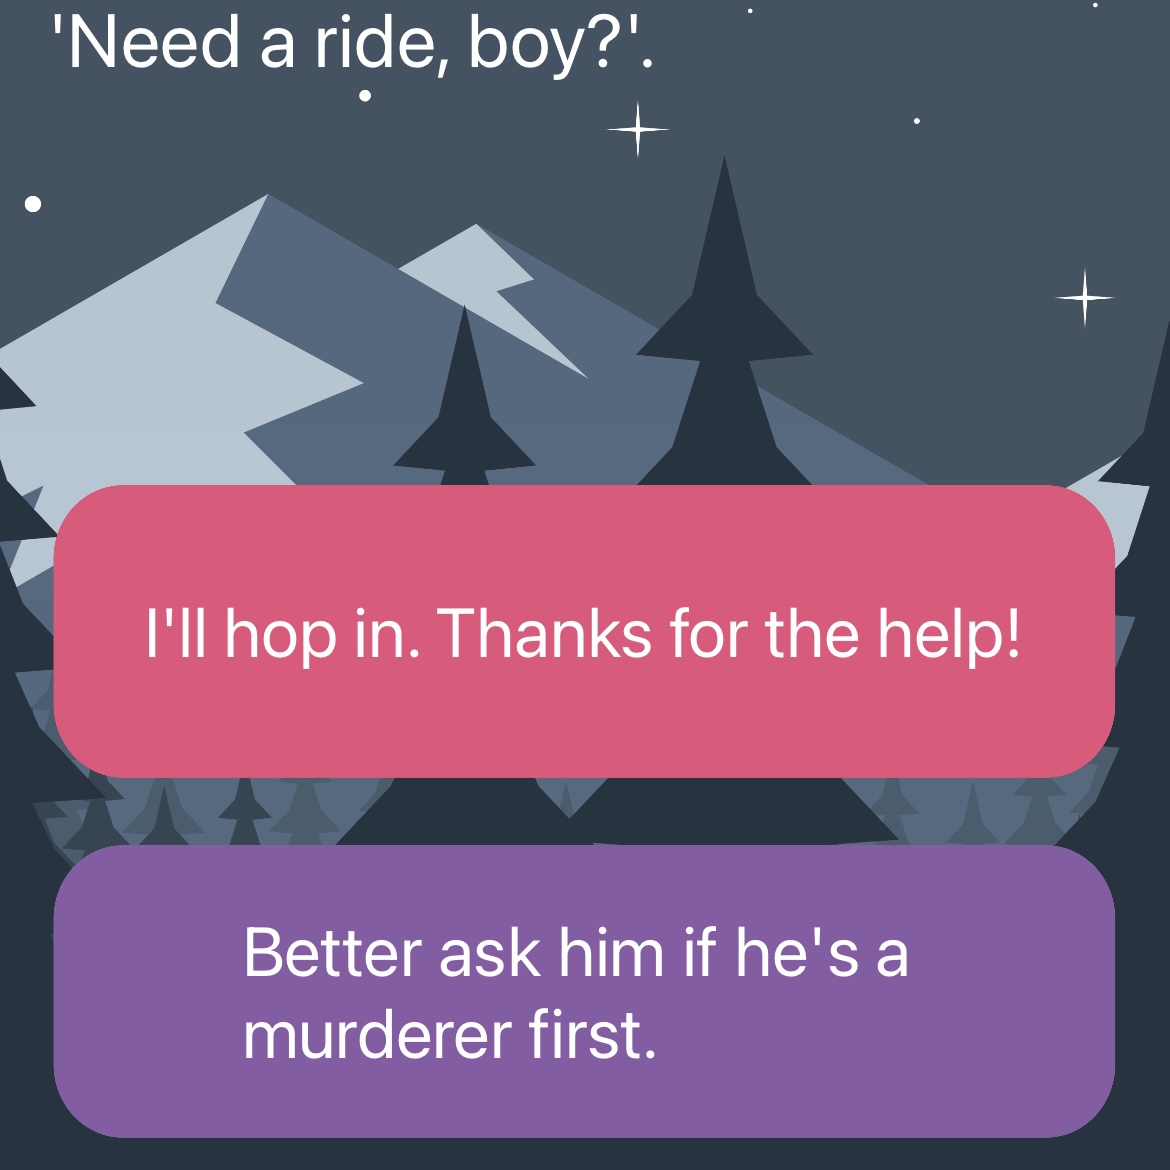 'Need a ride, boy?'.
I'll hop in. Thanks for the help!
Better ask him if he's a
murderer first.